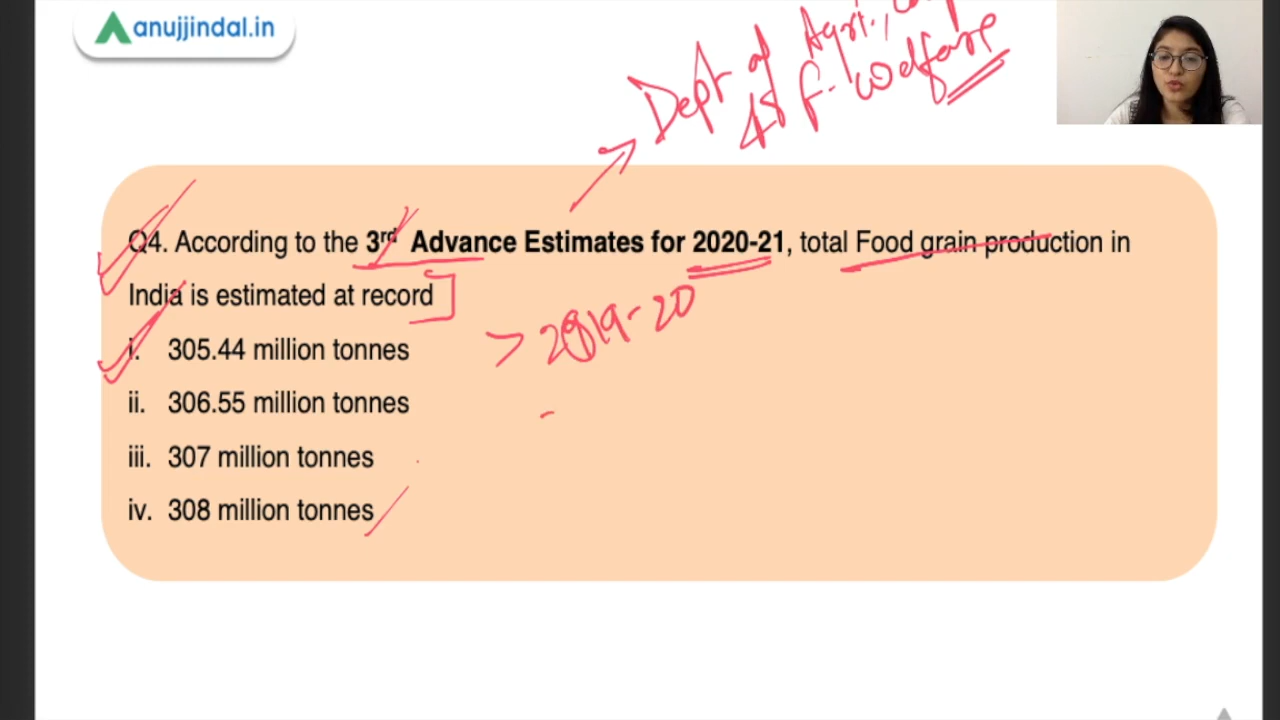 anujjindal.in
Dept of Agri.,
& F. Welfare
Q4. According to the 3rd Advance Estimates for 2020-21, total Food grain production in
India is estimated at record
i. 305.44 million tonnes
> 2019-20
ii. 306.55 million tonnes
iii. 307 million tonnes
iv. 308 million tonnes